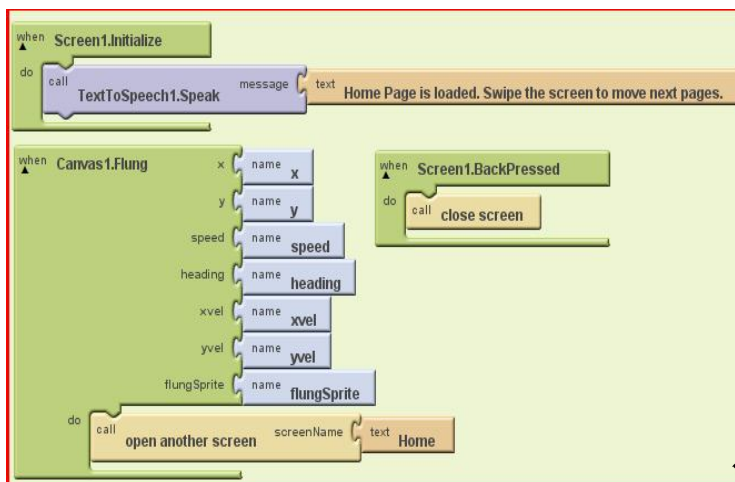 when Screen1.Initialize
do call TextToSpeech1.Speak message text Home Page is loaded. Swipe the screen to move next pages.
when Canvas1.Flung x name x
y name y
speed name speed
heading name heading
xvel name xvel
yvel name yvel
flungSprite name flungSprite
do call open another screen screenName text Home
when Screen1.BackPressed
do call close screen